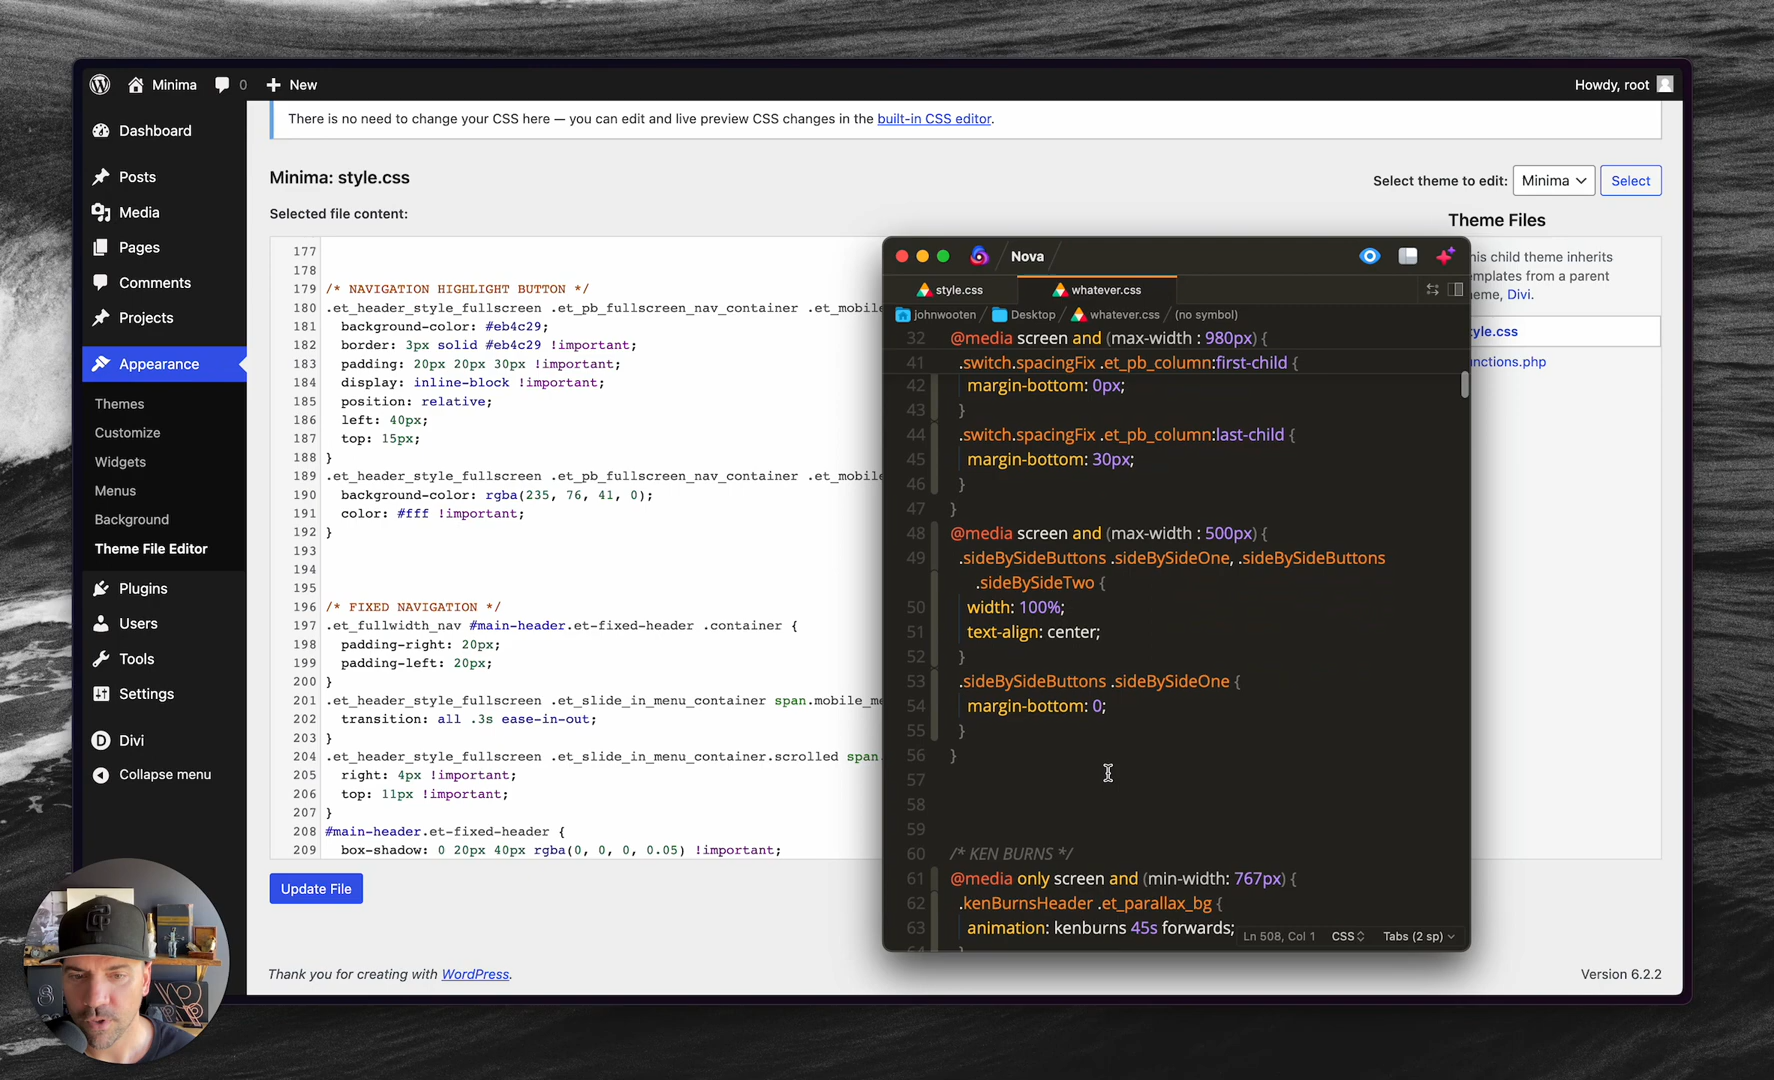 Minima
0
New
Howdy, root
Dashboard
Posts
Media
Pages
Comments
Projects
Appearance
Themes
Customize
Widgets
Menus
Background
Theme File Editor
Plugins
Users
Tools
Settings
Divi
Collapse menu
There is no need to change your CSS here — you can edit and live preview CSS changes in the built-in CSS editor.
Minima: style.css
Select theme to edit: Minima Select
Selected file content:
Theme Files
his child theme inherits
emplates from a parent
eme, Divi.
yle.css
nctions.php
177
178
179 /* NAVIGATION HIGHLIGHT BUTTON */
180 .et_header_style_fullscreen .et_pb_fullscreen_nav_container .et_mobile
181 background-color: #eb4c29;
182 border: 3px solid #eb4c29 !important;
183 padding: 20px 20px 30px !important;
184 display: inline-block !important;
185 position: relative;
186 left: 40px;
187 top: 15px;
188 }
189 .et_header_style_fullscreen .et_pb_fullscreen_nav_container .et_mobile
190 background-color: rgba(235, 76, 41, 0);
191 color: #fff !important;
192 }
193
194
195
196 /* FIXED NAVIGATION */
197 .et_fullwidth_nav #main-header.et-fixed-header .container {
198 padding-right: 20px;
199 padding-left: 20px;
200 }
201 .et_header_style_fullscreen .et_slide_in_menu_container span.mobile_me
202 transition: all .3s ease-in-out;
203 }
204 .et_header_style_fullscreen .et_slide_in_menu_container.scrolled span.
205 right: 4px !important;
206 top: 11px !important;
207 }
208 #main-header.et-fixed-header {
209 box-shadow: 0 20px 40px rgba(0, 0, 0, 0.05) !important;
Update File
Thank you for creating with WordPress.
Version 6.2.2
Nova
style.css
whatever.css
johnwooten Desktop whatever.css (no symbol)
32 @media screen and (max-width : 980px) {
41 .switch.spacingFix .et_pb_column:first-child {
42 margin-bottom: 0px;
43 }
44 .switch.spacingFix .et_pb_column:last-child {
45 margin-bottom: 30px;
46 }
47 }
48 @media screen and (max-width : 500px) {
49 .sideBySideButtons .sideBySideOne, .sideBySideButtons
.sideBySideTwo {
50 width: 100%;
51 text-align: center;
52 }
53 .sideBySideButtons .sideBySideOne {
54 margin-bottom: 0;
55 }
56 }
57
58
59
60 /* KEN BURNS */
61 @media only screen and (min-width: 767px) {
62 .kenBurnsHeader .et_parallax_bg {
63 animation: kenburns 45s forwards;
Ln 508, Col 1 CSS Tabs (2 sp)